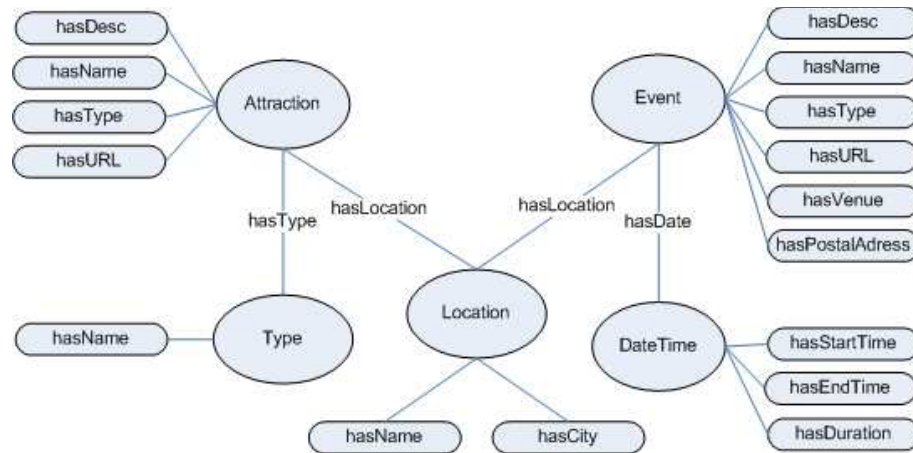 hasDesc
hasName
hasType
hasURL
Attraction
Event
hasDesc
hasName
hasType
hasURL
hasVenue
hasPostalAdress
hasType
hasLocation
hasLocation
hasDate
hasName
Type
Location
DateTime
hasStartTime
hasEndTime
hasDuration
hasName
hasCity